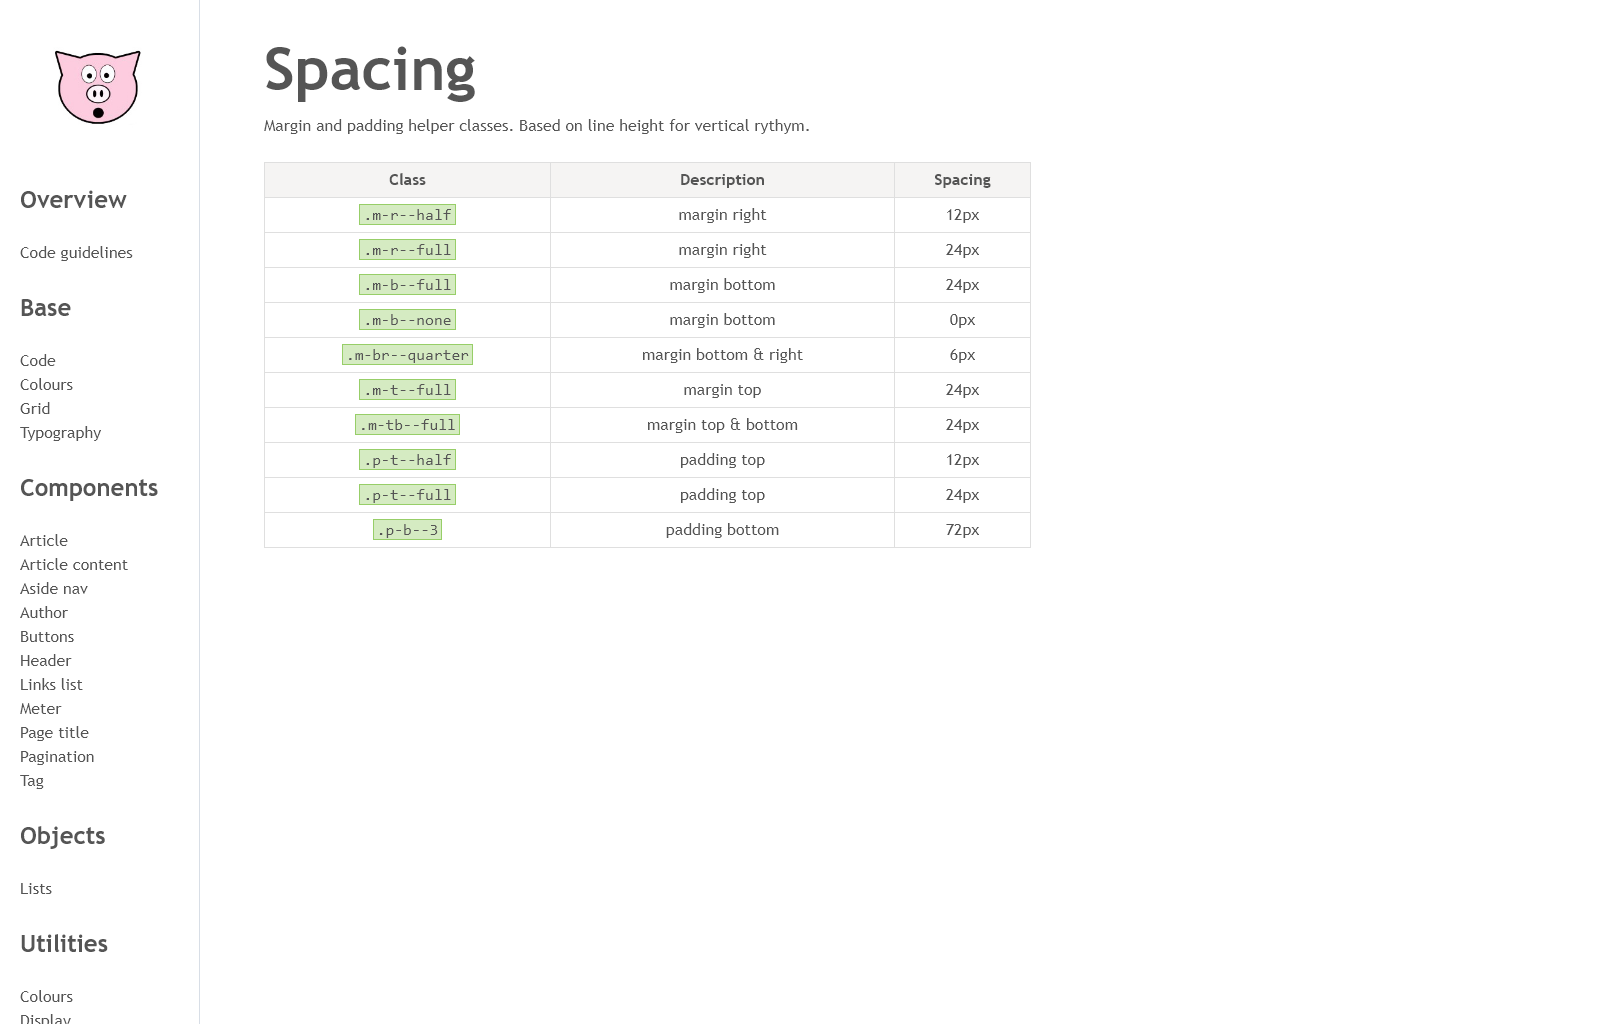 Overview
Code guidelines
Base
Code
Colours
Grid
Typography
Components
Article
Article content
Aside nav
Author
Buttons
Header
Links list
Meter
Page title
Pagination
Tag
Objects
Lists
Utilities
Colours
Display
Spacing
Margin and padding helper classes. Based on line height for vertical rythym.
Class Description Spacing
.m-r--half margin right 12px
.m-r--full margin right 24px
.m-b--full margin bottom 24px
.m-b--none margin bottom 0px
.m-br--quarter margin bottom & right 6px
.m-t--full margin top 24px
.m-tb--full margin top & bottom 24px
.p-t--half padding top 12px
.p-t--full padding top 24px
.p-b--3 padding bottom 72px